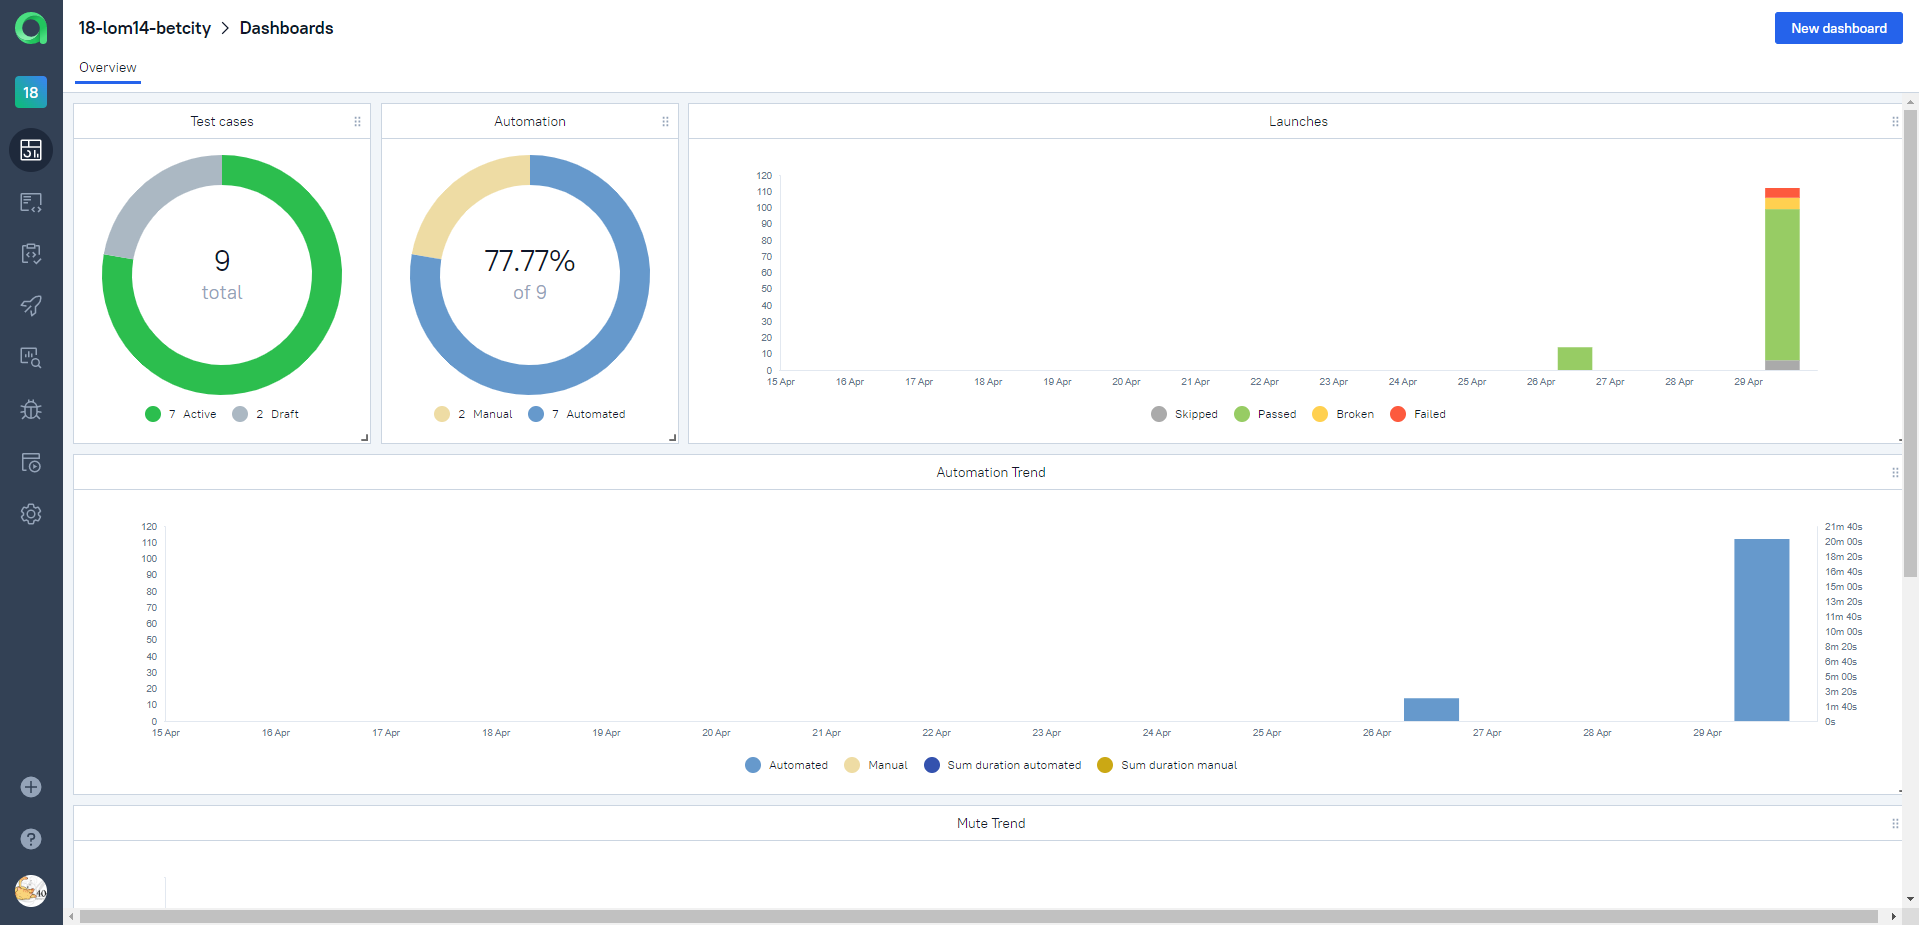 18-lom14-betcity > Dashboards
New dashboard
Overview
18
Test cases
9
total
7 Active
2 Draft
Automation
77.77%
of 9
2 Manual
7 Automated
Launches
120
110
100
90
80
70
60
50
40
30
20
10
0
15 Apr 16 Apr 17 Apr 18 Apr 19 Apr 20 Apr 21 Apr 22 Apr 23 Apr 24 Apr 25 Apr 26 Apr 27 Apr 28 Apr 29 Apr
Skipped Passed Broken Failed
Automation Trend
120
110
100
90
80
70
60
50
40
30
20
10
0
21m 40s
20m 00s
18m 20s
16m 40s
15m 00s
13m 20s
11m 40s
10m 00s
8m 20s
6m 40s
5m 00s
3m 20s
1m 40s
0s
15 Apr 16 Apr 17 Apr 18 Apr 19 Apr 20 Apr 21 Apr 22 Apr 23 Apr 24 Apr 25 Apr 26 Apr 27 Apr 28 Apr 29 Apr
Automated Manual Sum duration automated Sum duration manual
Mute Trend